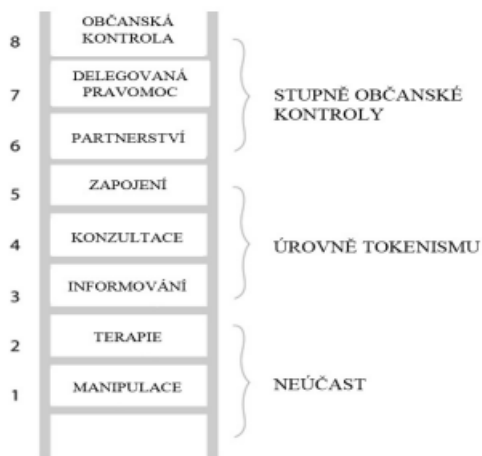 8
OBČANSKÁ
KONTROLA
7
DELEGOVANÁ
PRAVOMOC
STUPNĚ OBČANSKÉ
KONTROLY
6
PARTNERSTVÍ
5
ZAPOJENÍ
4
KONZULTACE
ÚROVNĚ TOKENISMU
3
INFORMOVÁNÍ
2
TERAPIE
1
MANIPULACE
NEÚČAST